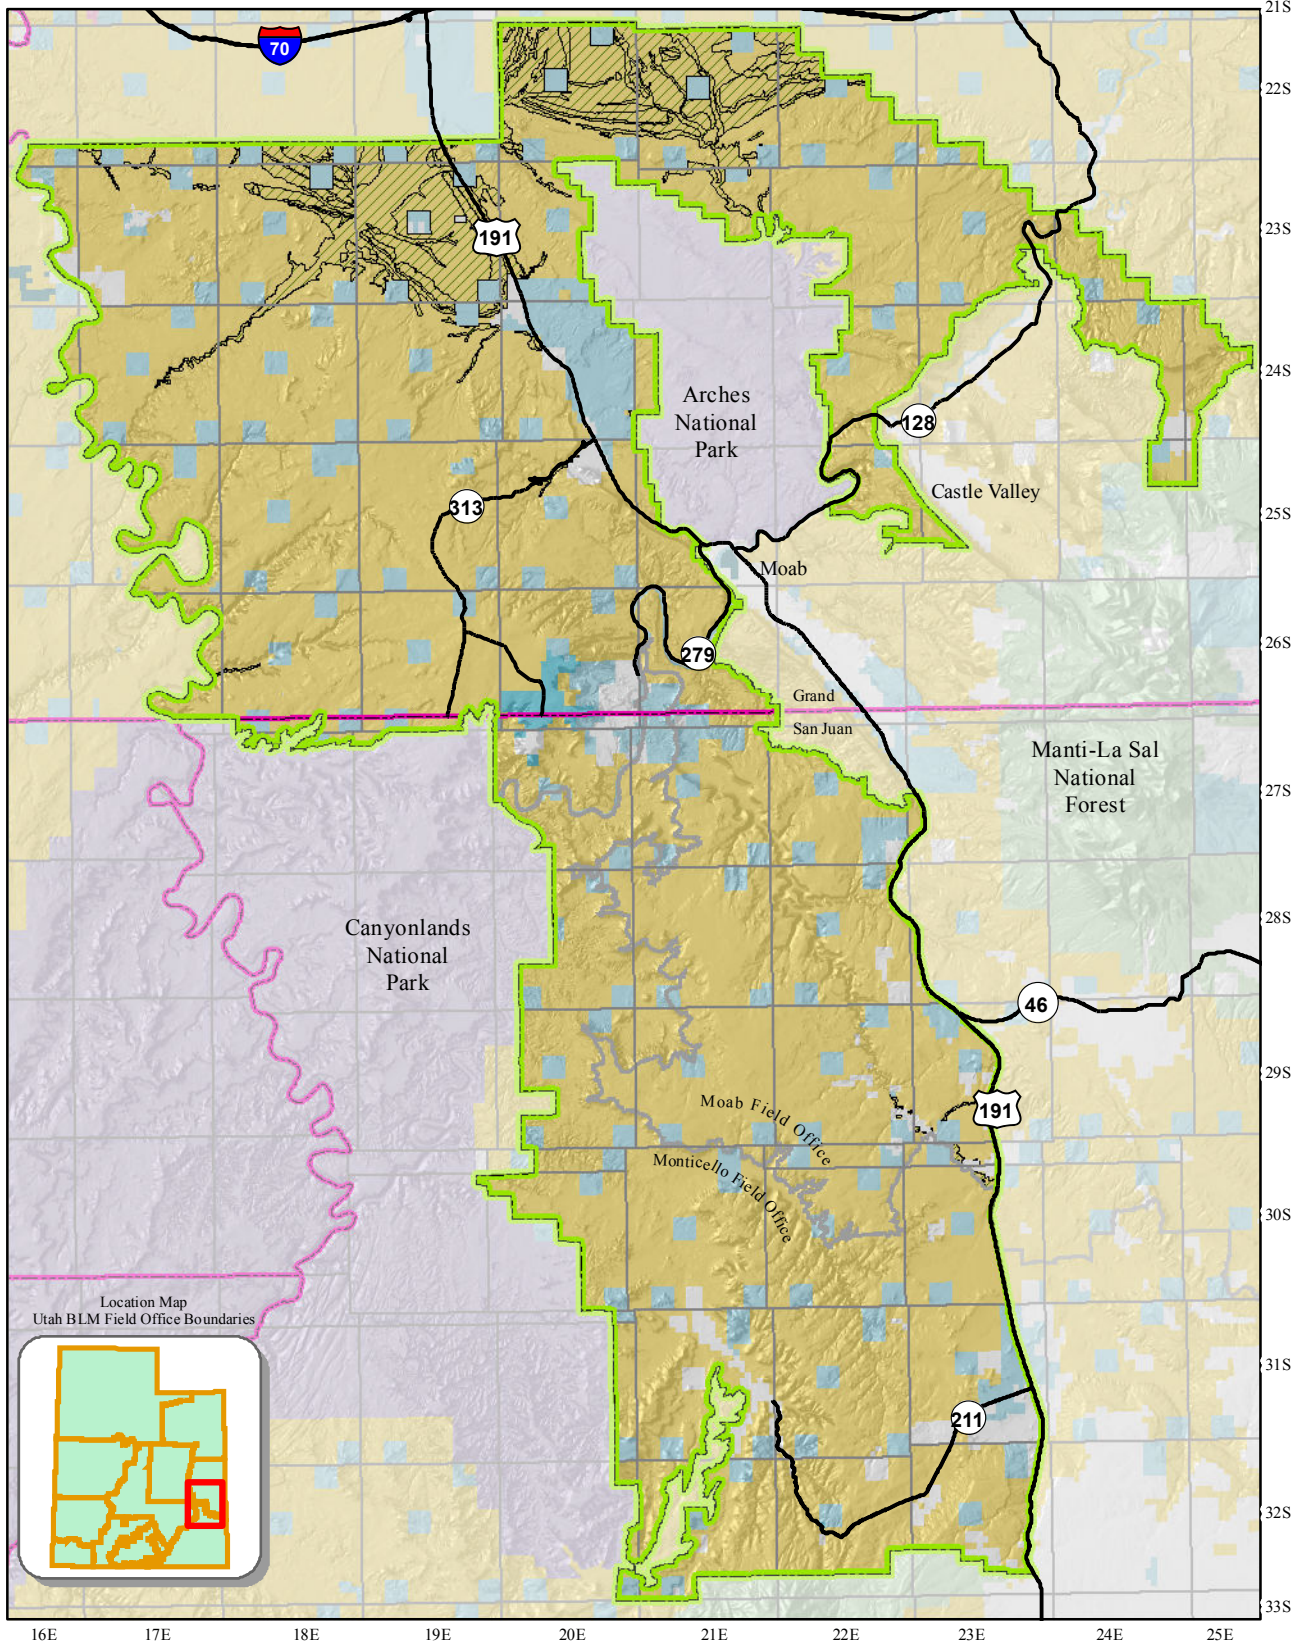 21S
70
22S
191
23S
24S
Arches
National
Park
128
Castle Valley
313
25S
Moab
279
26S
Grand
San Juan
Manti-La Sal
National
Forest
27S
Canyonlands
National
Park
28S
46
29S
191
Moab Field Office
Monticello Field Office
30S
Location Map
Utah BLM Field Office Boundaries
31S
211
32S
33S
16E 17E 18E 19E 20E 21E 22E 23E 24E 25E